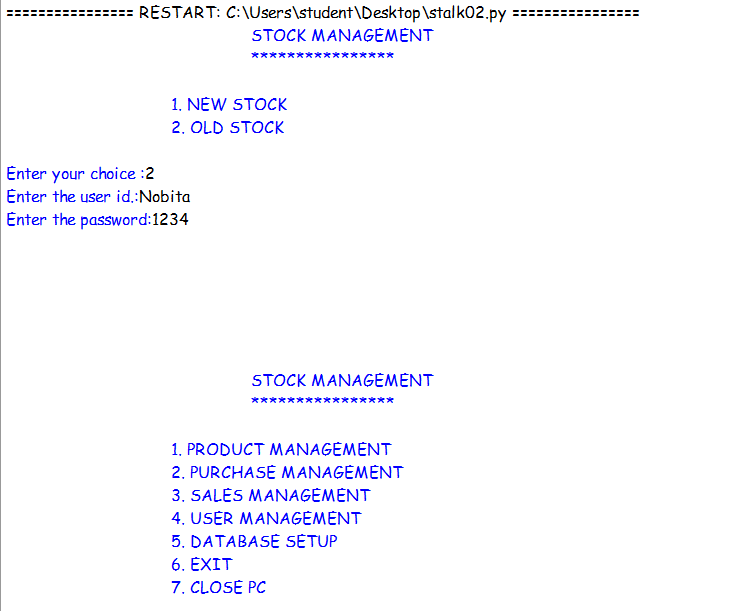 ================ RESTART: C:\Users\student\Desktop\stalk02.py ================
STOCK MANAGEMENT
****************
1. NEW STOCK
2. OLD STOCK
Enter your choice :2
Enter the user id.:Nobita
Enter the password:1234
STOCK MANAGEMENT
****************
1. PRODUCT MANAGEMENT
2. PURCHASE MANAGEMENT
3. SALES MANAGEMENT
4. USER MANAGEMENT
5. DATABASE SETUP
6. EXIT
7. CLOSE PC